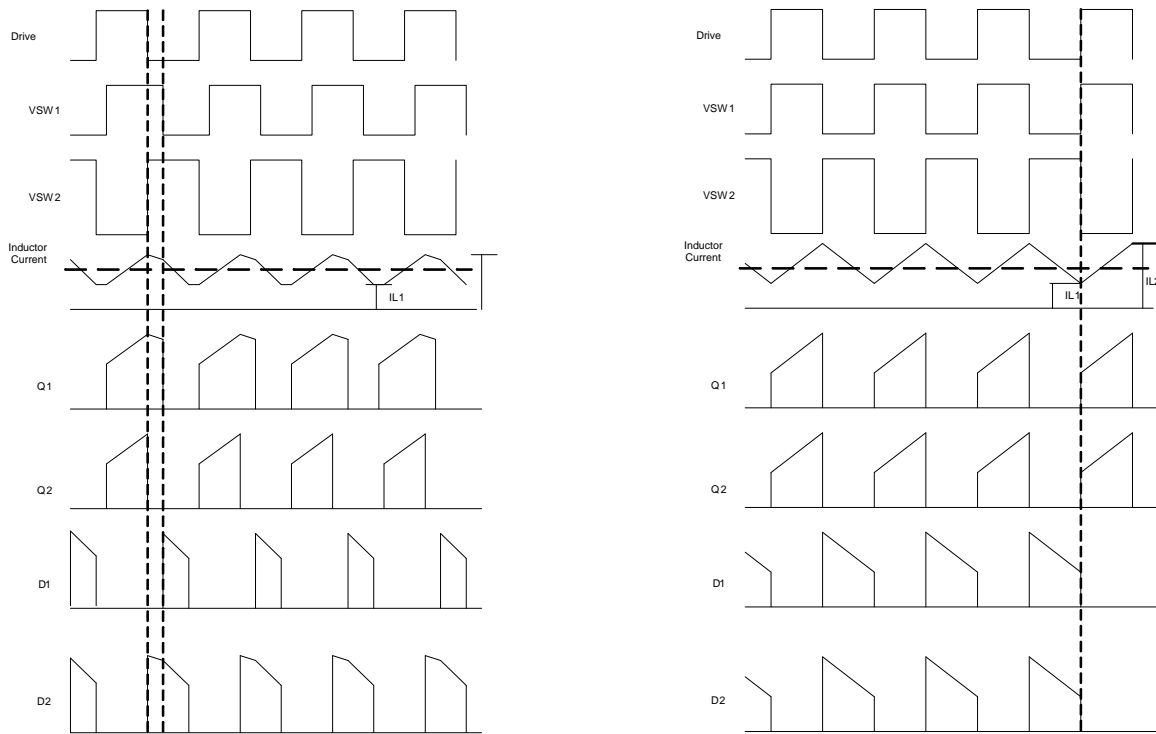 Drive
VSW1
VSW2
Inductor
Current
IL1
Q1
Q2
D1
D2
Drive
VSW1
VSW2
Inductor
Current
IL1
Q1
Q2
D1
D2